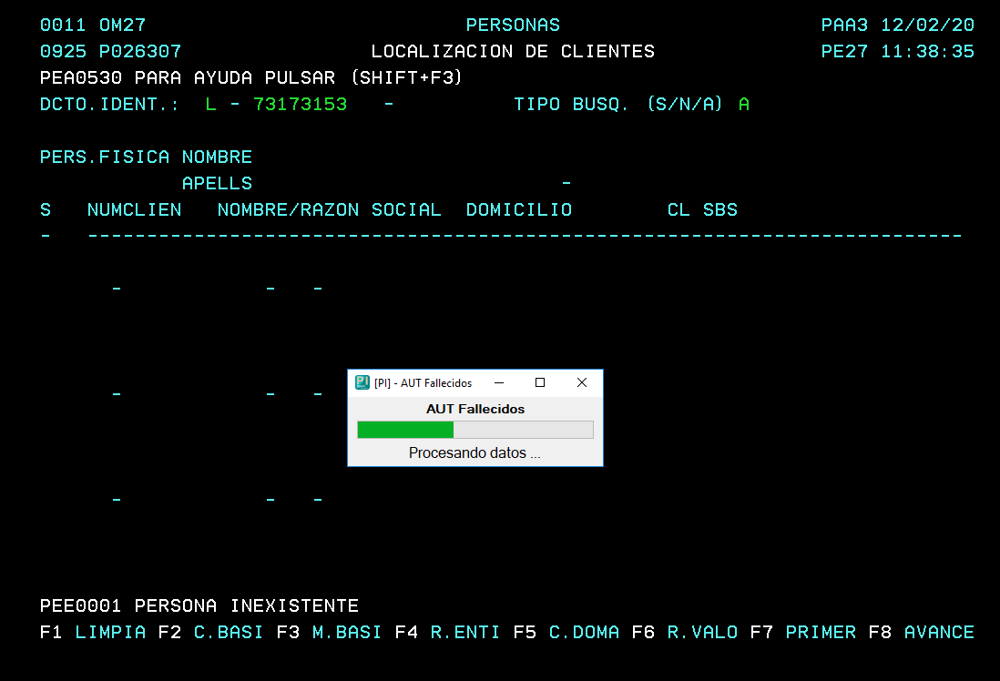 0011 OM27 PERSONAS PAA3 12/02/20
0925 P026307 LOCALIZACION DE CLIENTES PE27 11:38:35
PEA0530 PARA AYUDA PULSAR (SHIFT+F3)
DCTO.IDENT.: L - 73173153 - TIPO BUSQ. (S/N/A) A
PERS.FISICA NOMBRE
APELLS -
S NUMCLIEN NOMBRE/RAZON SOCIAL DOMICILIO CL SBS
- --------------------------------------------------------------------------
- - -
- - -
[PI] - AUT Fallecidos
AUT Fallecidos
Procesando datos ...
- - -
PEE0001 PERSONA INEXISTENTE
F1 LIMPIA F2 C.BASI F3 M.BASI F4 R.ENTI F5 C.DOMA F6 R.VALO F7 PRIMER F8 AVANCE